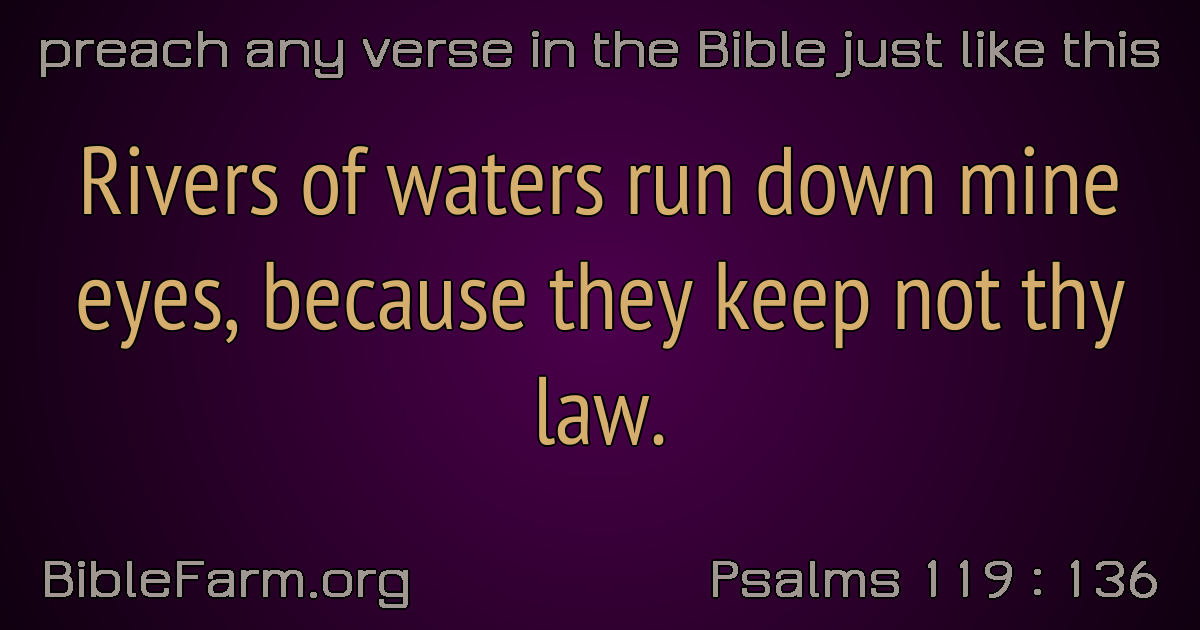 preach any verse in the Bible just like this
Rivers of waters run down mine
eyes, because they keep not thy
law.
BibleFarm.org
Psalms 119 : 136